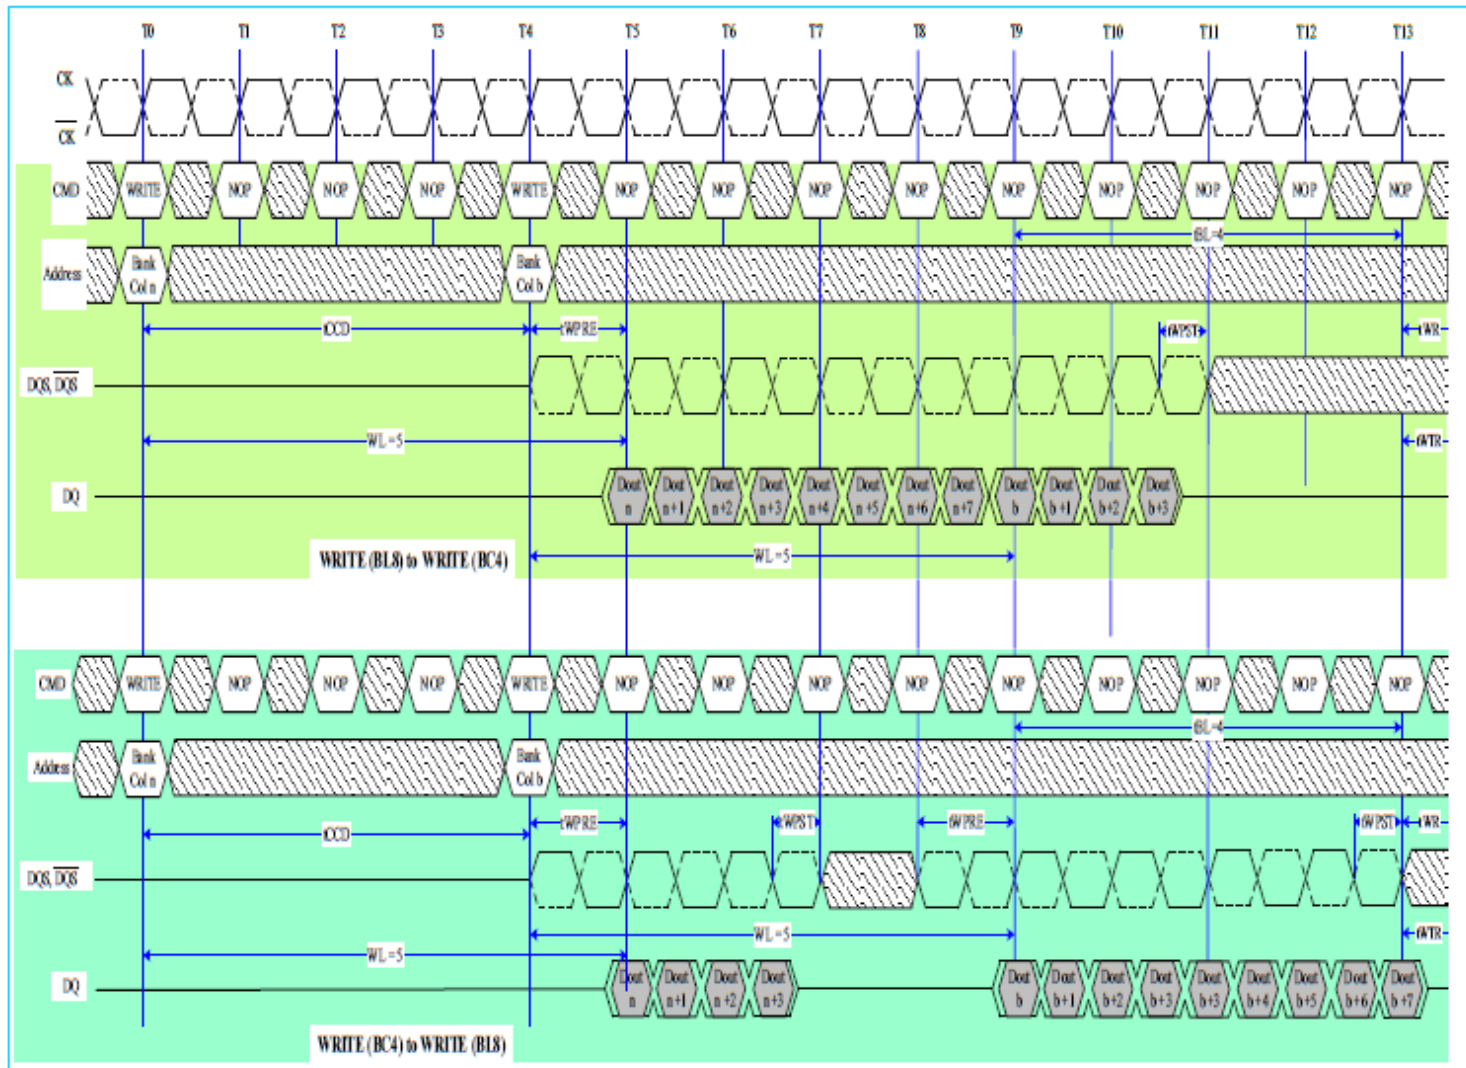 T0 T1 T2 T3 T4 T5 T6 T7 T8 T9 T10 T11 T12 T13
CK
CK
CMD WRITE NOP NOP NOP WRITE NOP NOP NOP NOP NOP NOP NOP NOP NOP
tBL=4
Address Bank Col n Bank Col b
tCCD tWPRE tWPST tWR
DQS, DQS
WL = 5 tWTR
DQ Dout n Dout n+1 Dout n+2 Dout n+3 Dout n+4 Dout n+5 Dout n+6 Dout n+7 Dout b Dout b+1 Dout b+2 Dout b+3
WRITE (BL8) to WRITE (BC4) WL = 5
CMD WRITE NOP NOP NOP WRITE NOP NOP NOP NOP NOP NOP NOP NOP NOP
tBL=4
Address Bank Col n Bank Col b
tCCD tWPRE tWPST tWPRE tWPST tWR
DQS, DQS
WL = 5 tWTR
WL = 5
DQ Dout n Dout n+1 Dout n+2 Dout n+3 Dout b Dout b+1 Dout b+2 Dout b+3 Dout b+3 Dout b+4 Dout b+5 Dout b+6 Dout b+7
WRITE (BC4) to WRITE (BL8)